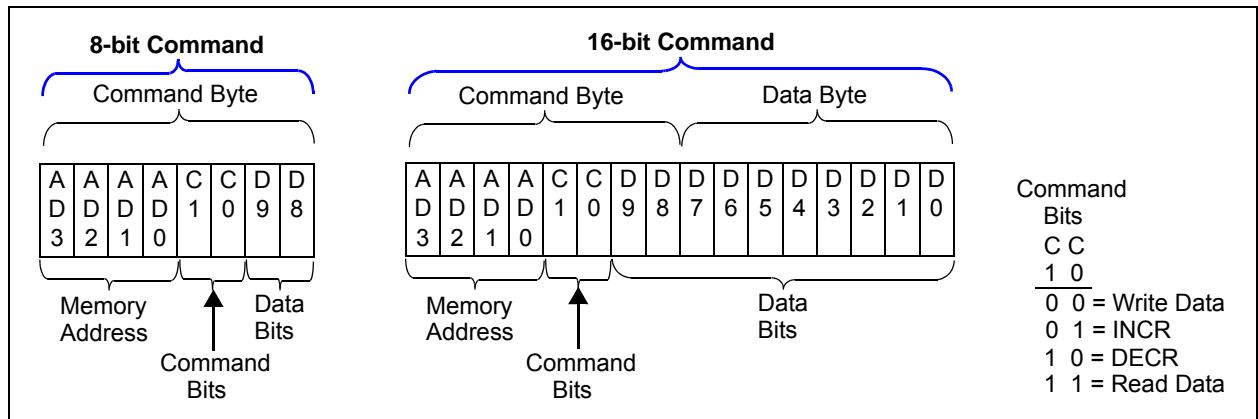 8-bit Command
16-bit Command
Command Byte
Command Byte
Data Byte
A A A A C C D D
D D D D 1 0 9 8
3 2 1 0
A A A A C C D D D D D D D D D D
D D D D 1 0 9 8 7 6 5 4 3 2 1 0
3 2 1 0
Memory
Address
Command
Bits
Data
Bits
Memory
Address
Command
Bits
Data
Bits
Command
Bits
C C
1 0
0 0 = Write Data
0 1 = INCR
1 0 = DECR
1 1 = Read Data